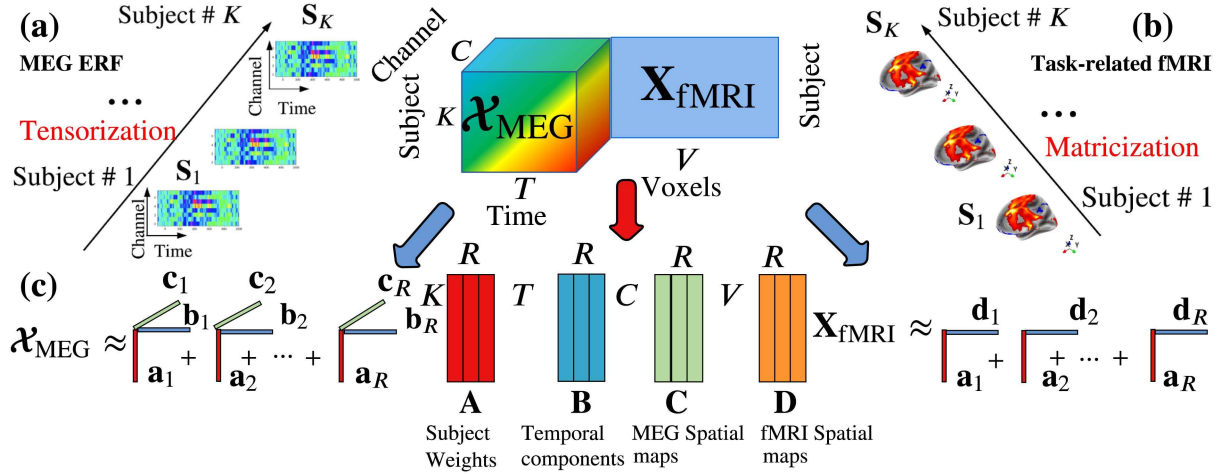 (a)
Subject # K
S_K
MEG ERF
Channel
Time
...
Tensorization
Subject # 1
S_1
Channel
Time
Channel
C
Subject
K
𝓧_MEG
X_fMRI
Subject
T
Time
V
Voxels
(b)
Subject # K
S_K
Task-related fMRI
...
Matricization
Subject # 1
S_1
Z
X Y
Z
X Y
Z
X Y
(c)
𝓧_MEG ≈
c_1
b_1
a_1
+
c_2
b_2
a_2
+ ... +
c_R
b_R
a_R
K
R
A
Subject
Weights
T
R
B
Temporal
components
C
R
C
MEG Spatial
maps
V
R
D
fMRI Spatial
maps
X_fMRI ≈
d_1
a_1
+
d_2
a_2
+ ... +
d_R
a_R